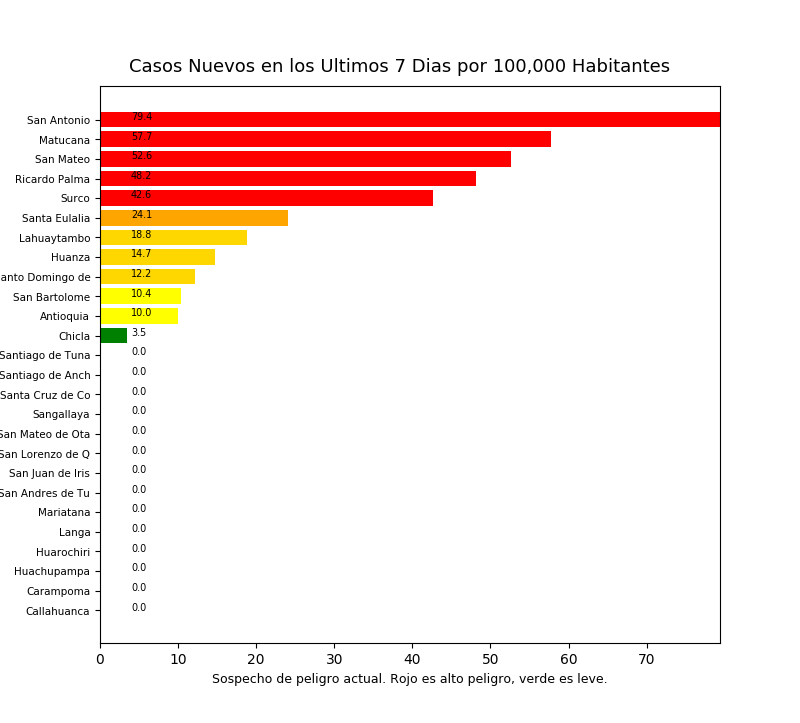 Casos Nuevos en los Ultimos 7 Dias por 100,000 Habitantes
San Antonio 79.4
Matucana 57.7
San Mateo 52.6
Ricardo Palma 48.2
Surco 42.6
Santa Eulalia 24.1
Lahuaytambo 18.8
Huanza 14.7
anto Domingo de 12.2
San Bartolome 10.4
Antioquia 10.0
Chicla 3.5
Santiago de Tuna 0.0
Santiago de Anch 0.0
Santa Cruz de Co 0.0
Sangallaya 0.0
San Mateo de Ota 0.0
San Lorenzo de Q 0.0
San Juan de Iris 0.0
San Andres de Tu 0.0
Mariatana 0.0
Langa 0.0
Huarochiri 0.0
Huachupampa 0.0
Carampoma 0.0
Callahuanca 0.0
0 10 20 30 40 50 60 70
Sospecho de peligro actual. Rojo es alto peligro, verde es leve.